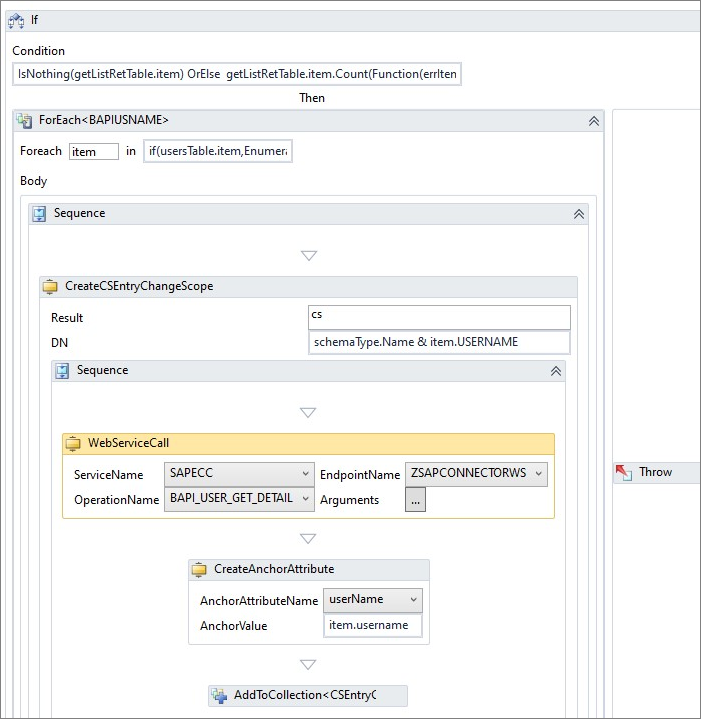 If
Condition
IsNothing(getListRetTable.item) OrElse  getListRetTable.item.Count(Function(errIten
Then
ForEach<BAPIUSNAME>
Foreach item in if(usersTable.item,Enumera
Body
Sequence
CreateCSEntryChangeScope
Result cs
DN schemaType.Name & item.USERNAME
Sequence
WebServiceCall
ServiceName SAPECC EndpointName ZSAPCONNECTORWS
OperationName BAPI_USER_GET_DETAIL Arguments ...
Throw
CreateAnchorAttribute
AnchorAttributeName userName
AnchorValue item.username
AddToCollection<CSEntryC